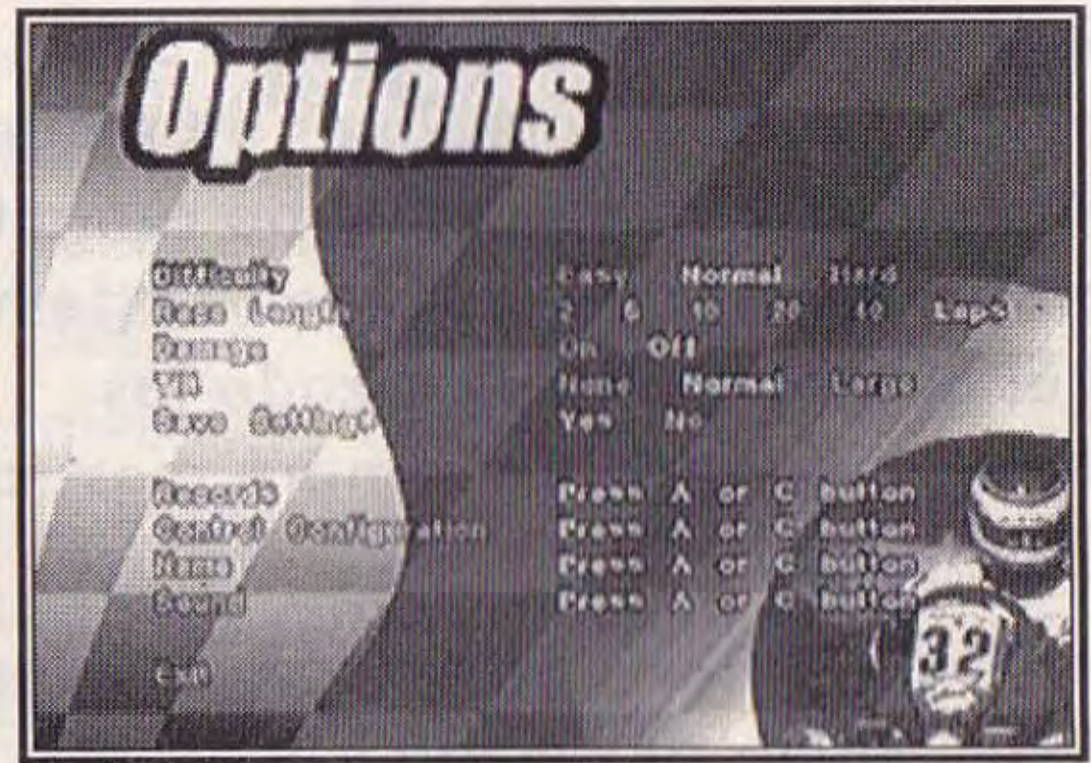 Options
Difficulty Easy Normal Hard
Race Length 2 6 10 20 40 Laps
Damage On Off
None Normal Large
Save Settings Yes No
Records Press A or C button
Control Configuration Press A or C button
Name Press A or C button
Sound Press A or C button
Exit
32